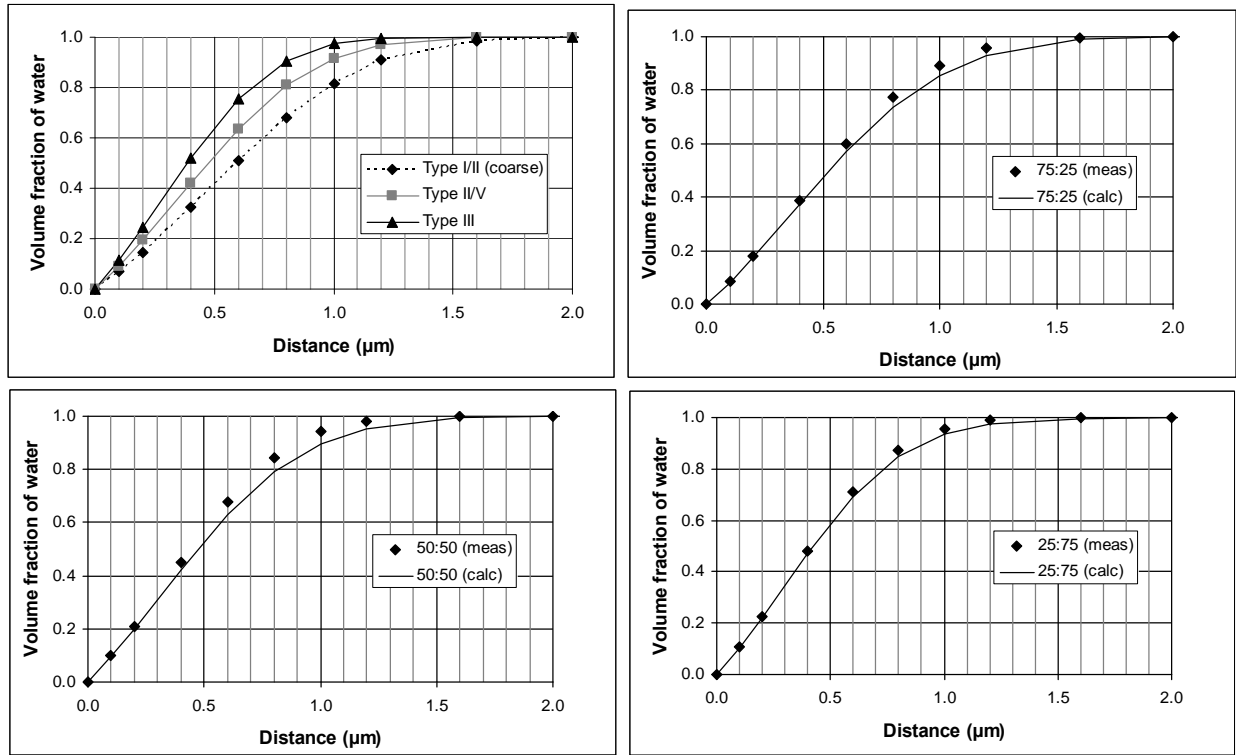 1.0
0.8
0.6
0.4
0.2
0.0
Volume fraction of water
Type I/II (coarse)
Type II/V
Type III
0.0 0.5 1.0 1.5 2.0
Distance (µm)
1.0
0.8
0.6
0.4
0.2
0.0
Volume fraction of water
75:25 (meas)
75:25 (calc)
0.0 0.5 1.0 1.5 2.0
Distance (µm)
1.0
0.8
0.6
0.4
0.2
0.0
Volume fraction of water
50:50 (meas)
50:50 (calc)
0.0 0.5 1.0 1.5 2.0
Distance (µm)
1.0
0.8
0.6
0.4
0.2
0.0
Volume fraction of water
25:75 (meas)
25:75 (calc)
0.0 0.5 1.0 1.5 2.0
Distance (µm)